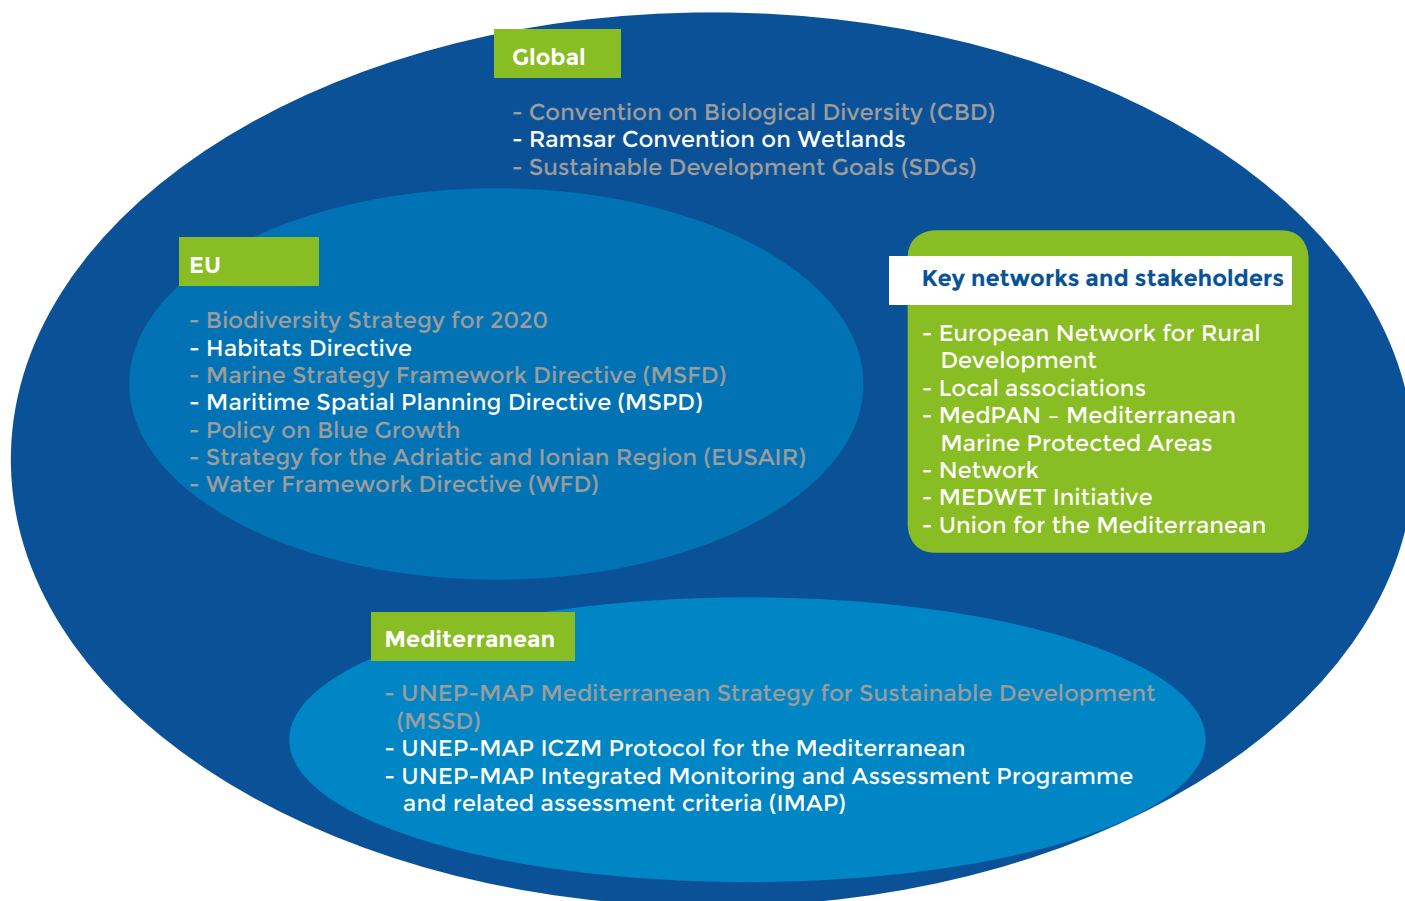 Global
- Convention on Biological Diversity (CBD)
- Ramsar Convention on Wetlands
- Sustainable Development Goals (SDGs)
EU
- Biodiversity Strategy for 2020
- Habitats Directive
- Marine Strategy Framework Directive (MSFD)
- Maritime Spatial Planning Directive (MSPD)
- Policy on Blue Growth
- Strategy for the Adriatic and Ionian Region (EUSAIR)
- Water Framework Directive (WFD)
Key networks and stakeholders
- European Network for Rural
Development
- Local associations
- MedPAN – Mediterranean
Marine Protected Areas
- Network
- MEDWET Initiative
- Union for the Mediterranean
Mediterranean
- UNEP-MAP Mediterranean Strategy for Sustainable Development
(MSSD)
- UNEP-MAP ICZM Protocol for the Mediterranean
- UNEP-MAP Integrated Monitoring and Assessment Programme
and related assessment criteria (IMAP)